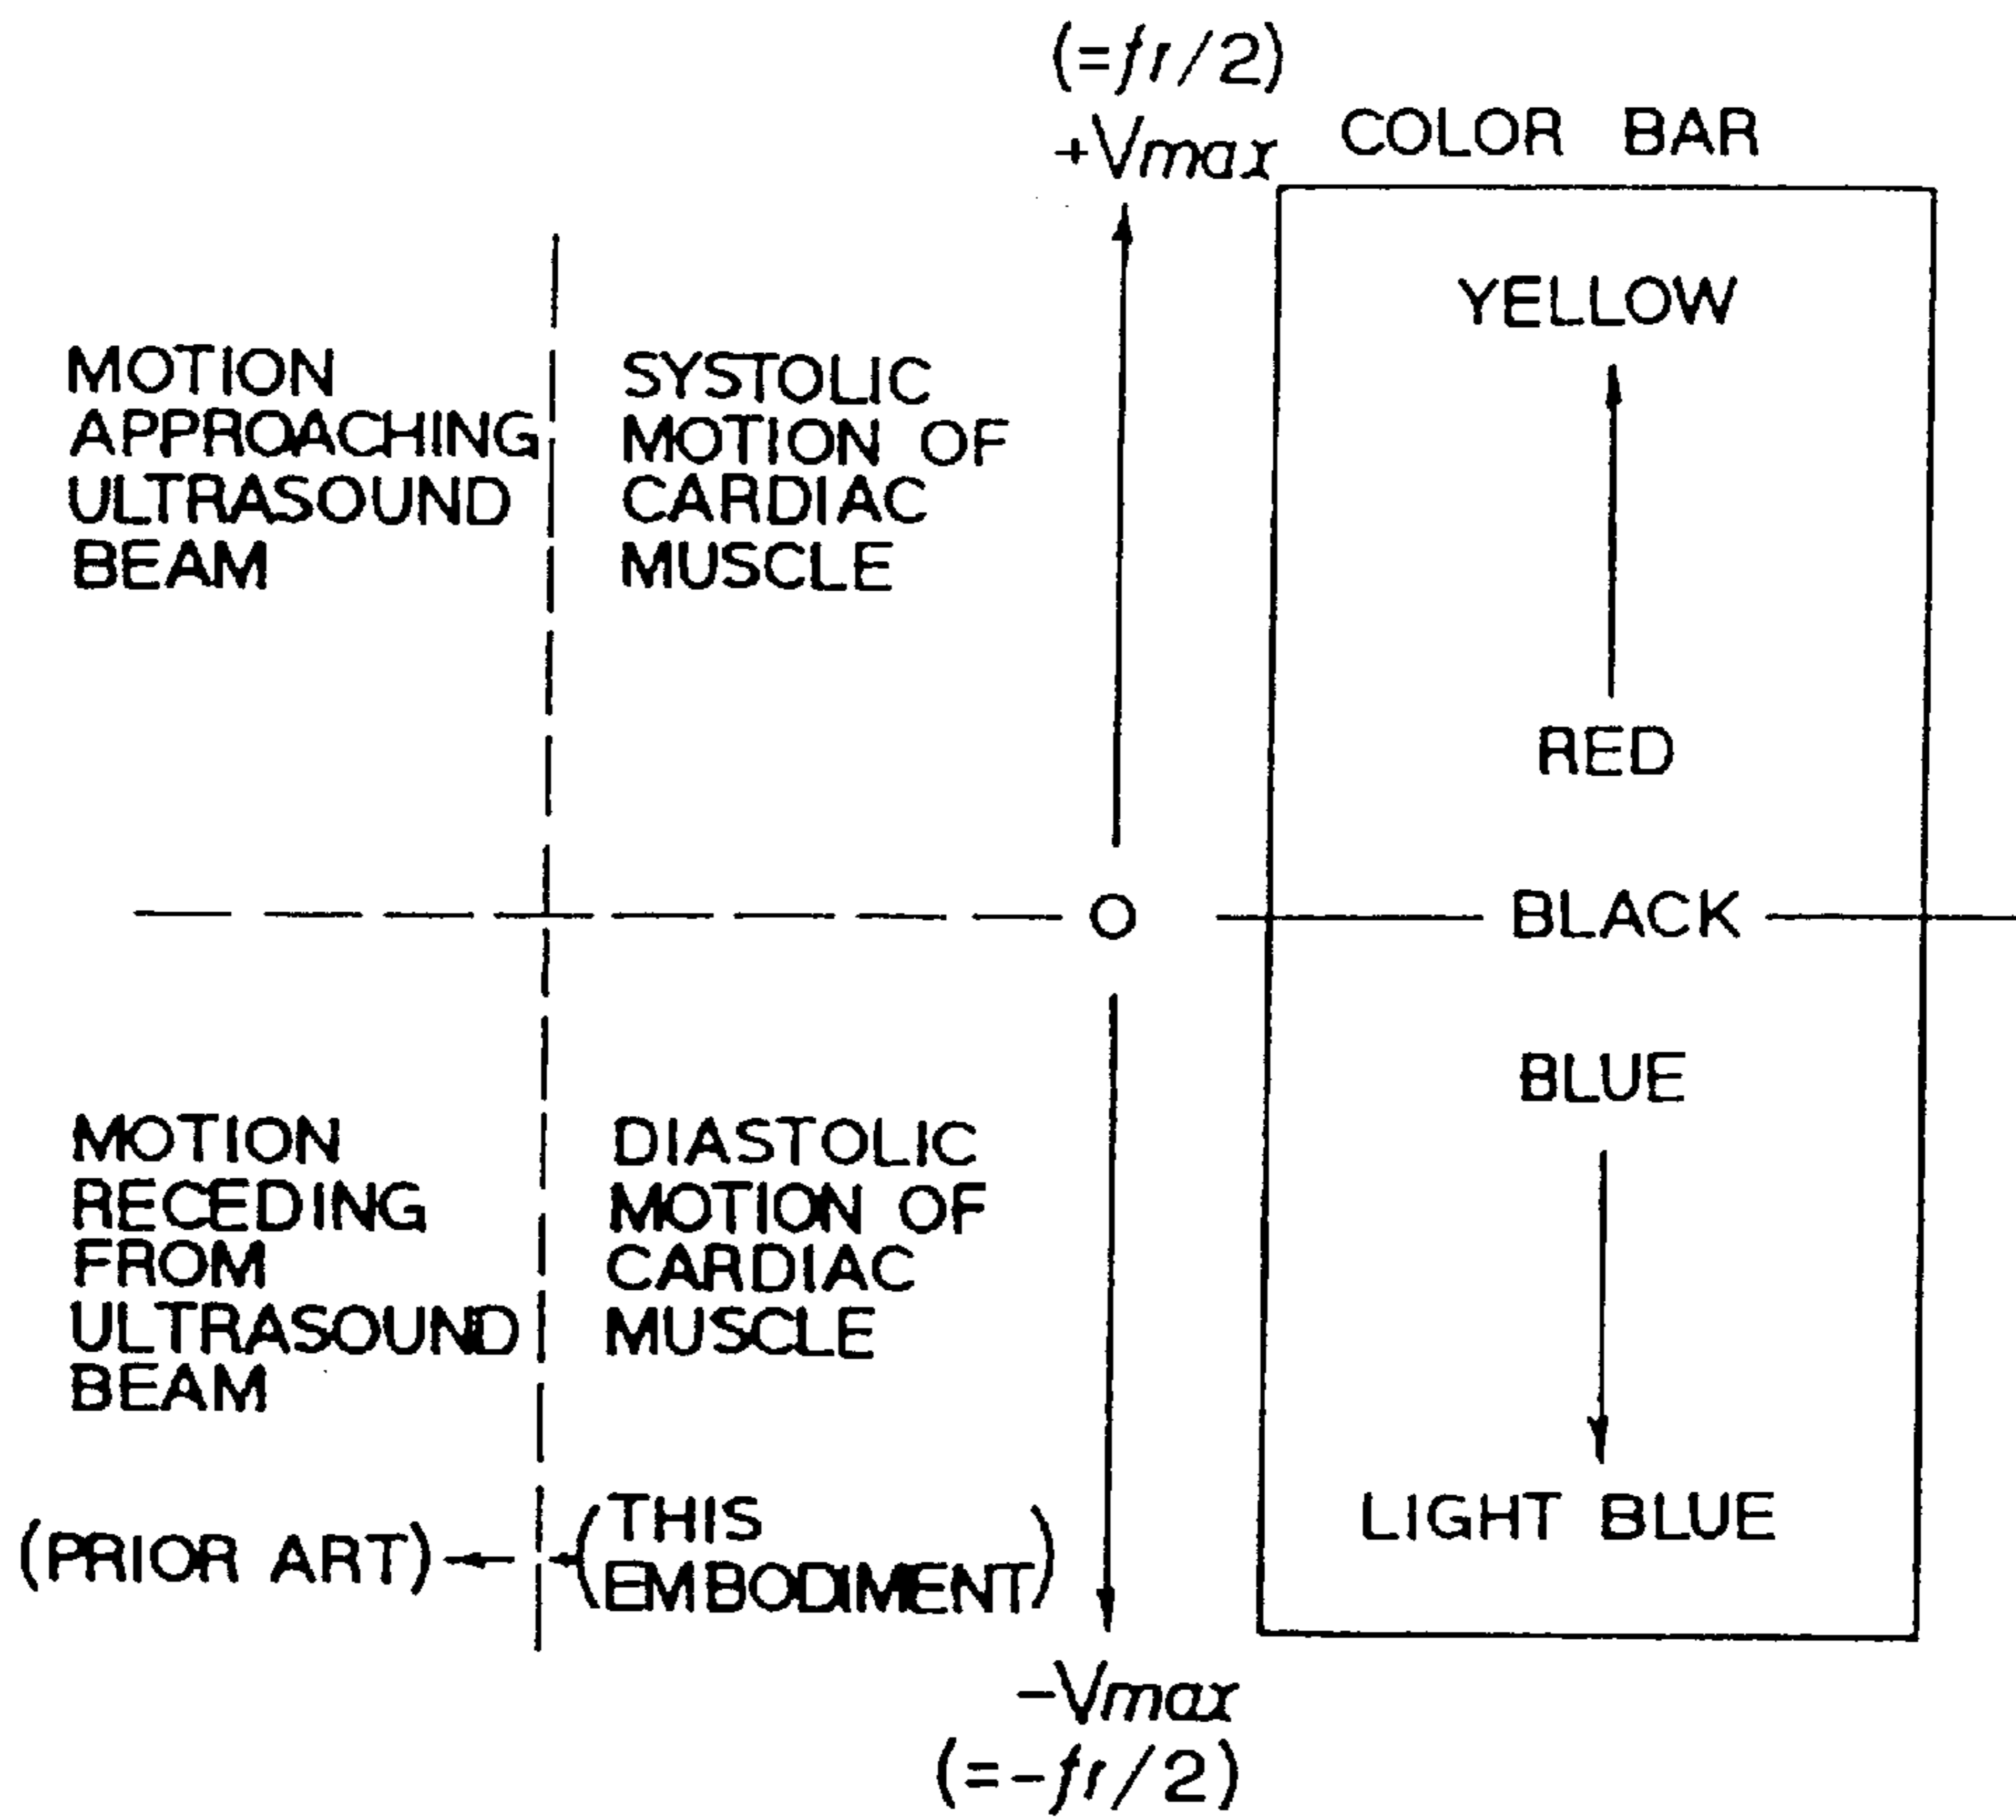 (=fr/2)
+Vmax
COLOR BAR
YELLOW
MOTION
APPROACHING
ULTRASOUND
BEAM
SYSTOLIC
MOTION OF
CARDIAC
MUSCLE
RED
O
BLACK
BLUE
MOTION
RECEDING
FROM
ULTRASOUND
BEAM
DIASTOLIC
MOTION OF
CARDIAC
MUSCLE
LIGHT BLUE
(PRIOR ART)
(THIS
EMBODIMENT)
-Vmax
(=-fr/2)